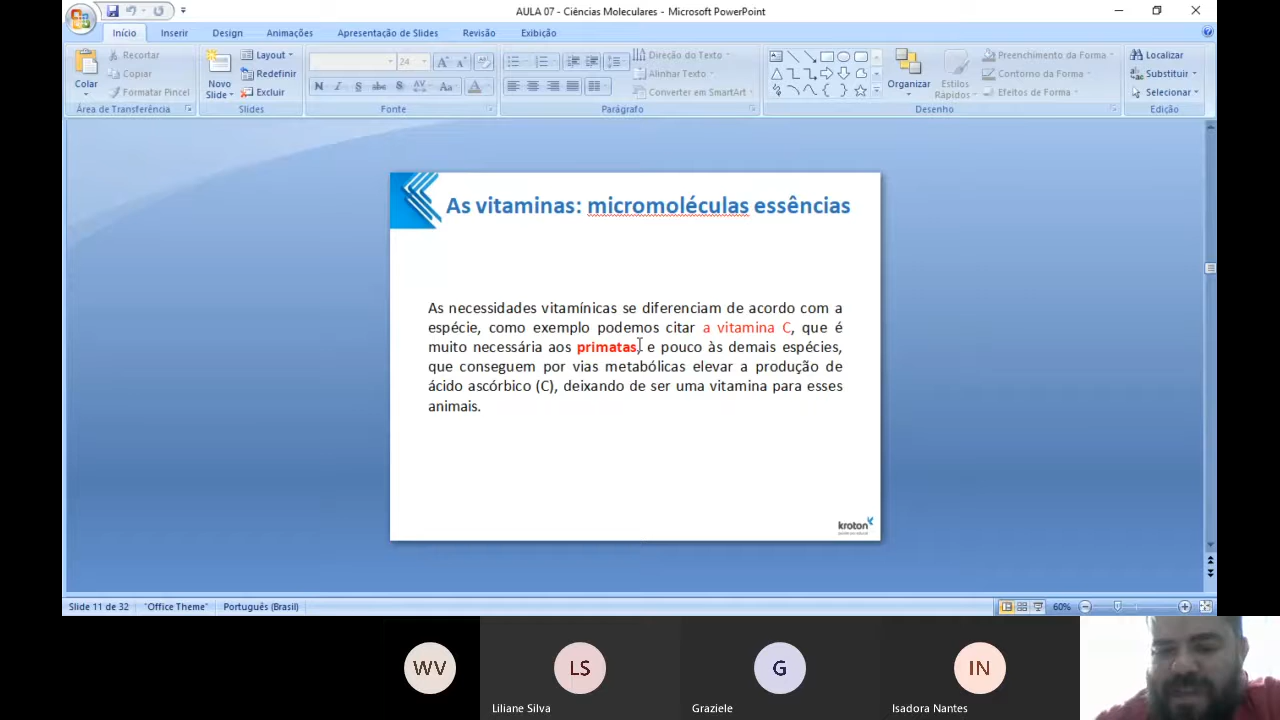 AULA 07 - Ciências Moleculares - Microsoft PowerPoint
Início Inserir Design Animações Apresentação de Slides Revisão Exibição
Colar
Recortar
Copiar
Formatar Pincel
Área de Transferência
Novo
Slide
Layout
Redefinir
Excluir
Slides
24
N I S abc S AV Aa A
Fonte
Direção do Texto
Alinhar Texto
Converter em SmartArt
Parágrafo
Organizar
Estilos
Rápidos
Preenchimento da Forma
Contorno da Forma
Efeitos de Forma
Desenho
Localizar
Substituir
Selecionar
Edição
As vitaminas: micromoléculas essências
As necessidades vitamínicas se diferenciam de acordo com a
espécie, como exemplo podemos citar a vitamina C, que é
muito necessária aos primatas, e pouco às demais espécies,
que conseguem por vias metabólicas elevar a produção de
ácido ascórbico (C), deixando de ser uma vitamina para esses
animais.
kroton
Slide 11 de 32 "Office Theme" Português (Brasil) 60%
WV LS G IN
Liliane Silva Graziele Isadora Nantes